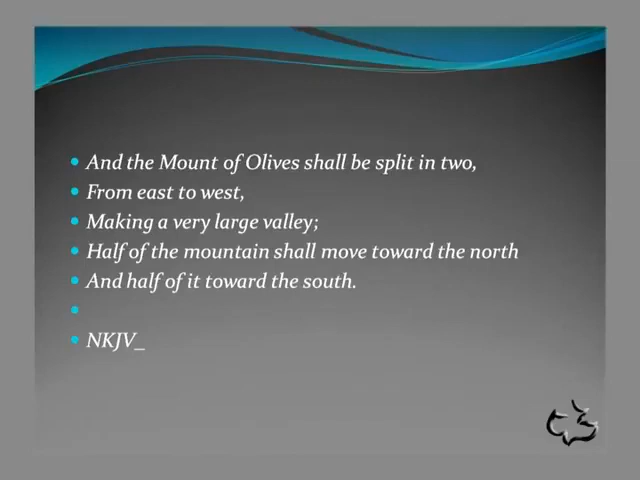 And the Mount of Olives shall be split in two,
From east to west,
Making a very large valley;
Half of the mountain shall move toward the north
And half of it toward the south.
NKJV_